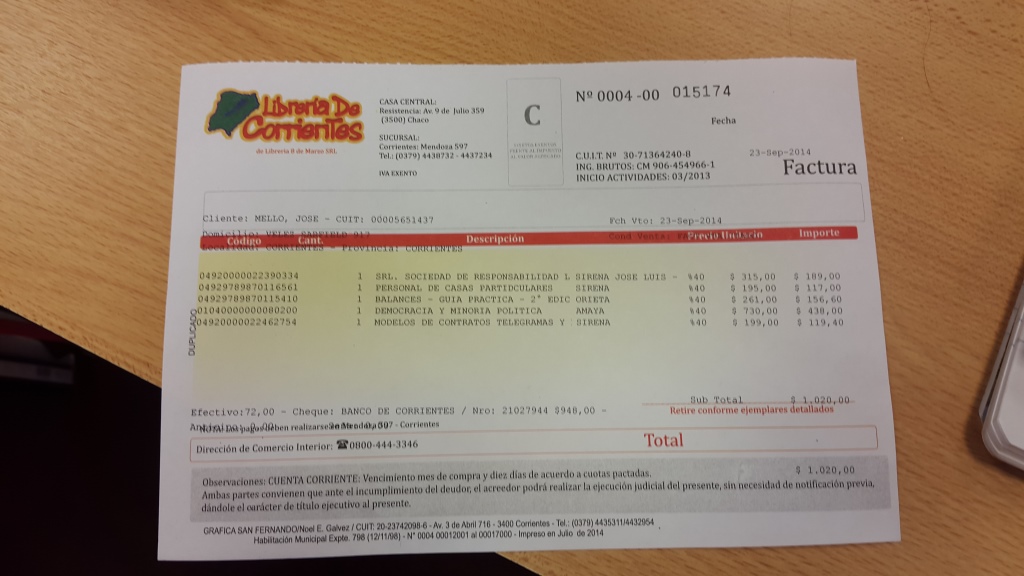 Librería De
Corrientes
de Librería 8 de Marzo SRL
CASA CENTRAL:
Resistencia: Av. 9 de Julio 359
(3500) Chaco
SUCURSAL:
Corrientes: Mendoza 597
Tel.: (0379) 4438732 - 4437234
IVA EXENTO
C
Nº 0004 -00 015174
Fecha
C.U.I.T. Nº 30-71364240-8
ING. BRUTOS: CM 906-454966-1
INICIO ACTIVIDADES: 03/2013
23-Sep-2014
Factura
Cliente: MELLO, JOSE - CUIT: 00005651437
Fch Vto: 23-Sep-2014
Cond Venta:
Código Cant. Descripción Precio Unitario Importe
Provincia: CORRIENTES
04920000022390334 1 SRL. SOCIEDAD DE RESPONSABILIDAD L SIRENA JOSE LUIS - %40 $ 315,00 $ 189,00
04929789870116561 1 PERSONAL DE CASAS PARTIDCULARES SIRENA %40 $ 195,00 $ 117,00
04929789870115410 1 BALANCES - GUIA PRACTICA - 2° EDIC ORIETA %40 $ 261,00 $ 156,60
01040000000080200 1 DEMOCRACIA Y MINORIA POLITICA AMAYA %40 $ 730,00 $ 438,00
04920000022462754 1 MODELOS DE CONTRATOS TELEGRAMAS Y SIRENA %40 $ 199,00 $ 119,40
DUPLICADO
Sub Total $ 1.020,00
Efectivo:72,00 - Cheque: BANCO DE CORRIENTES / Nro: 21027944 $948,00 -
Retire conforme ejemplares detallados
NOTA: Los pagos deben realizarse en Mendoza 597 - Corrientes
Dirección de Comercio Interior: ☎0800-444-3346
Total
$ 1.020,00
Observaciones: CUENTA CORRIENTE: Vencimiento mes de compra y diez días de acuerdo a cuotas pactadas.
Ambas partes convienen que ante el incumplimiento del deudor, el acreedor podrá realizar la ejecución judicial del presente, sin necesidad de notificación previa,
dándole el carácter de título ejecutivo al presente.
GRAFICA SAN FERNANDO/Noel E. Galvez / CUIT: 20-23742098-6 - Av. 3 de Abril 716 - 3400 Corrientes - Tel.: (0379) 4435311/4432954
Habilitación Municipal Expte. 798 (12/11/98) - N° 0004 00012001 al 00017000 - Impreso en Julio de 2014